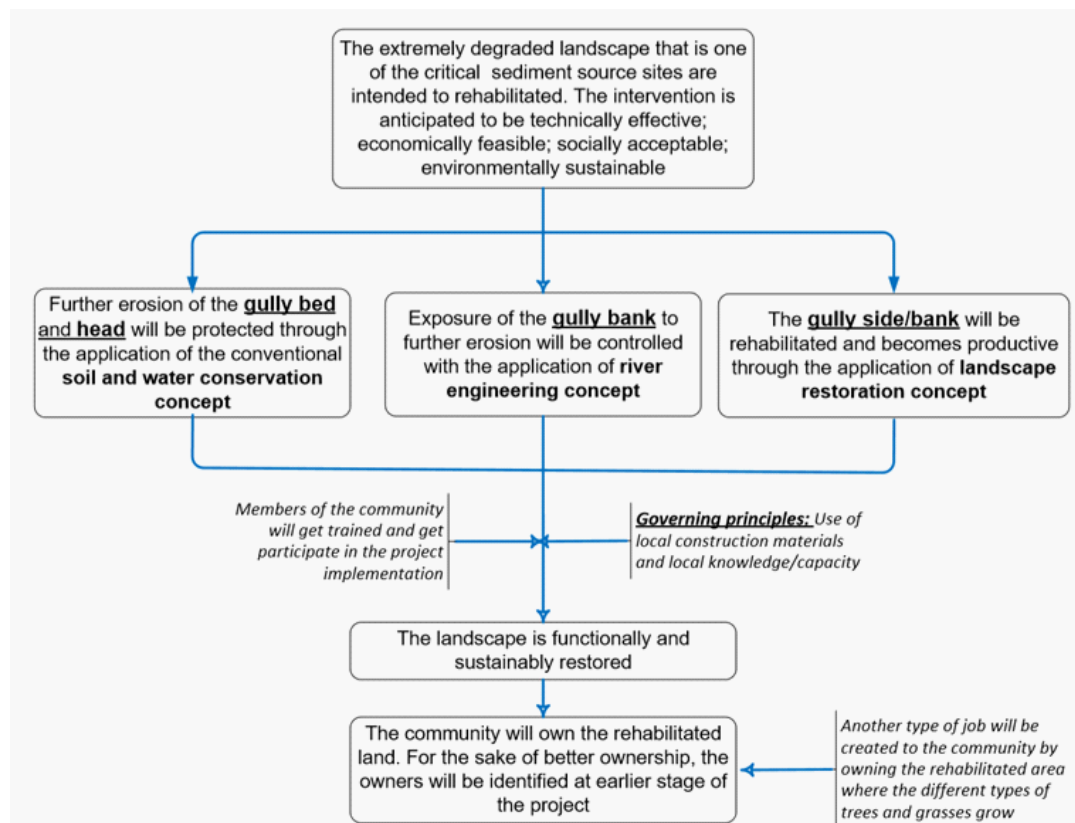 The extremely degraded landscape that is one
of the critical sediment source sites are
intended to rehabilitated. The intervention is
anticipated to be technically effective;
economically feasible; socially acceptable;
environmentally sustainable
Further erosion of the gully bed
and head will be protected through
the application of the conventional
soil and water conservation
concept
Exposure of the gully bank to
further erosion will be controlled
with the application of river
engineering concept
The gully side/bank will be
rehabilitated and becomes productive
through the application of landscape
restoration concept
Members of the community
will get trained and get
participate in the project
implementation
Governing principles: Use of
local construction materials
and local knowledge/capacity
The landscape is functionally and
sustainably restored
The community will own the rehabilitated
land. For the sake of better ownership, the
owners will be identified at earlier stage of
the project
Another type of job will be
created to the community by
owning the rehabilitated area
where the different types of
trees and grasses grow